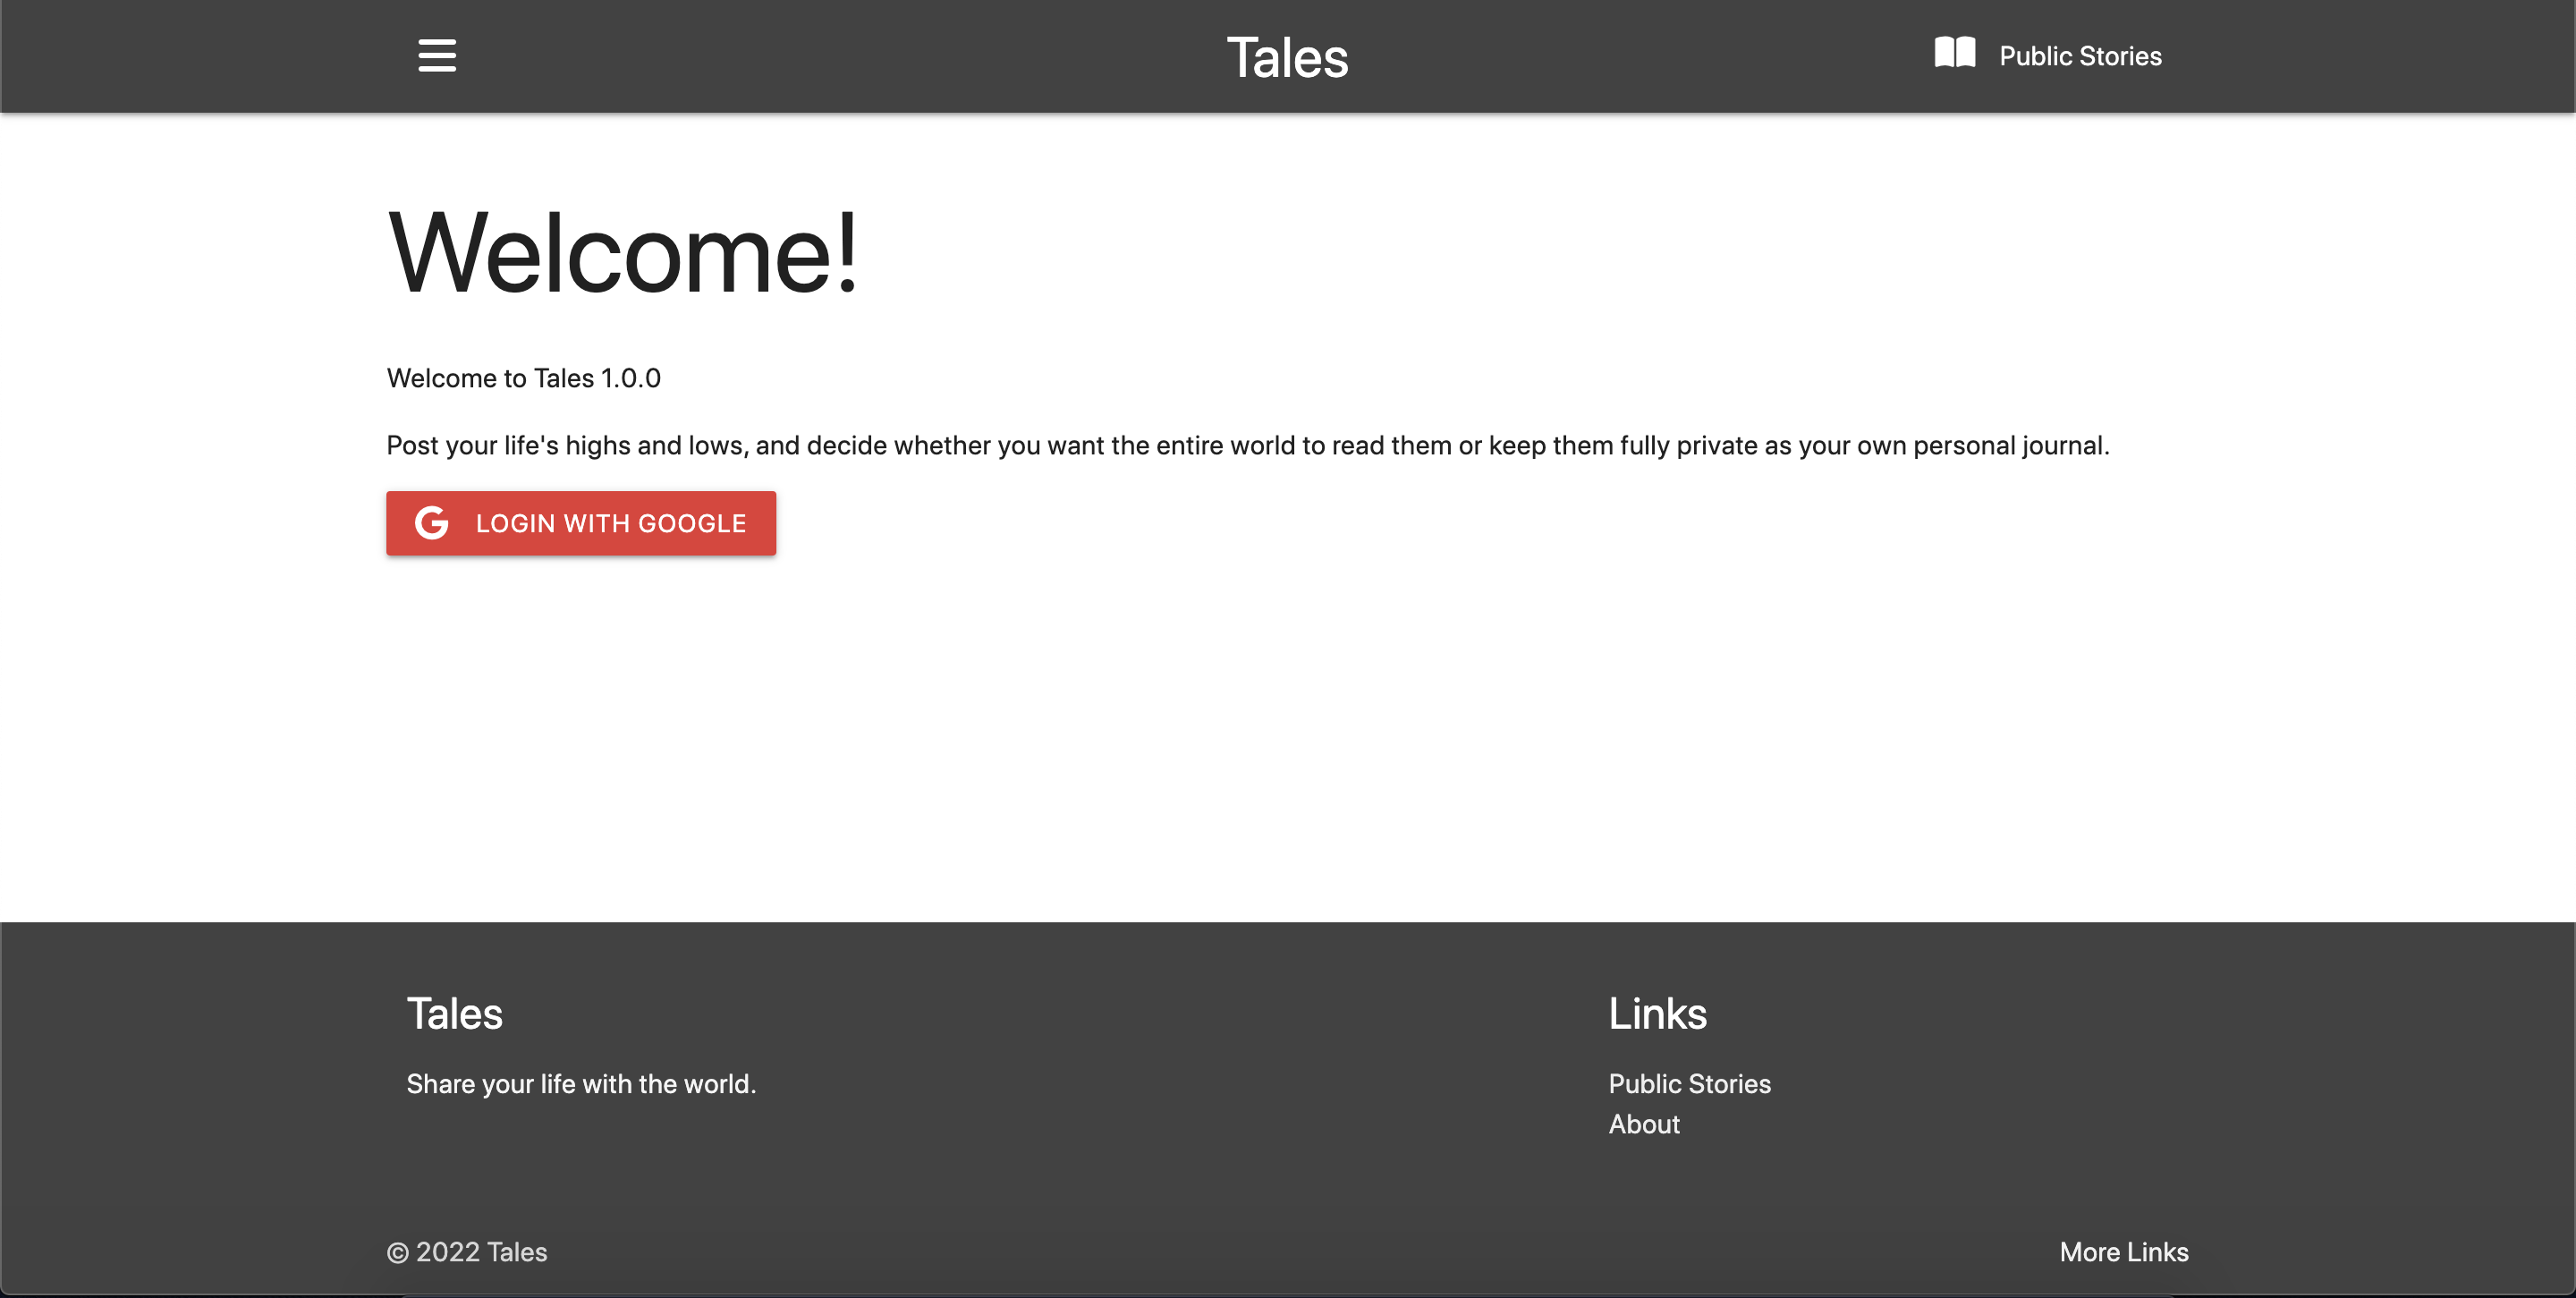 Tales
Public Stories
Welcome!
Welcome to Tales 1.0.0
Post your life's highs and lows, and decide whether you want the entire world to read them or keep them fully private as your own personal journal.
LOGIN WITH GOOGLE
Tales
Share your life with the world.
Links
Public Stories
About
© 2022 Tales
More Links